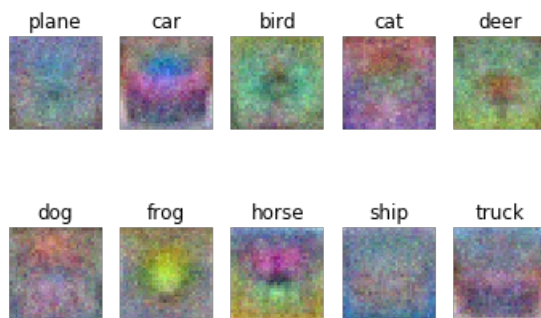 plane car bird cat deer
dog frog horse ship truck